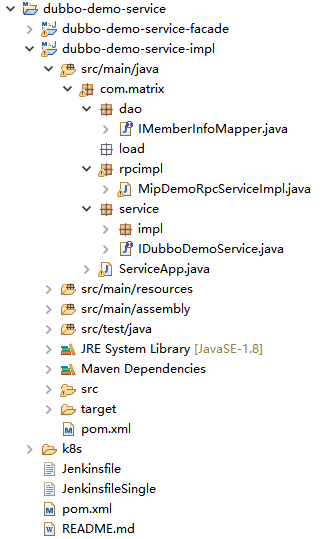 dubbo-demo-service
dubbo-demo-service-facade
dubbo-demo-service-impl
src/main/java
com.matrix
dao
IMemberInfoMapper.java
load
rpcimpl
MipDemoRpcServiceImpl.java
service
impl
IDubboDemoService.java
ServiceApp.java
src/main/resources
src/main/assembly
src/test/java
JRE System Library [JavaSE-1.8]
Maven Dependencies
src
target
pom.xml
k8s
Jenkinsfile
JenkinsfileSingle
pom.xml
README.md